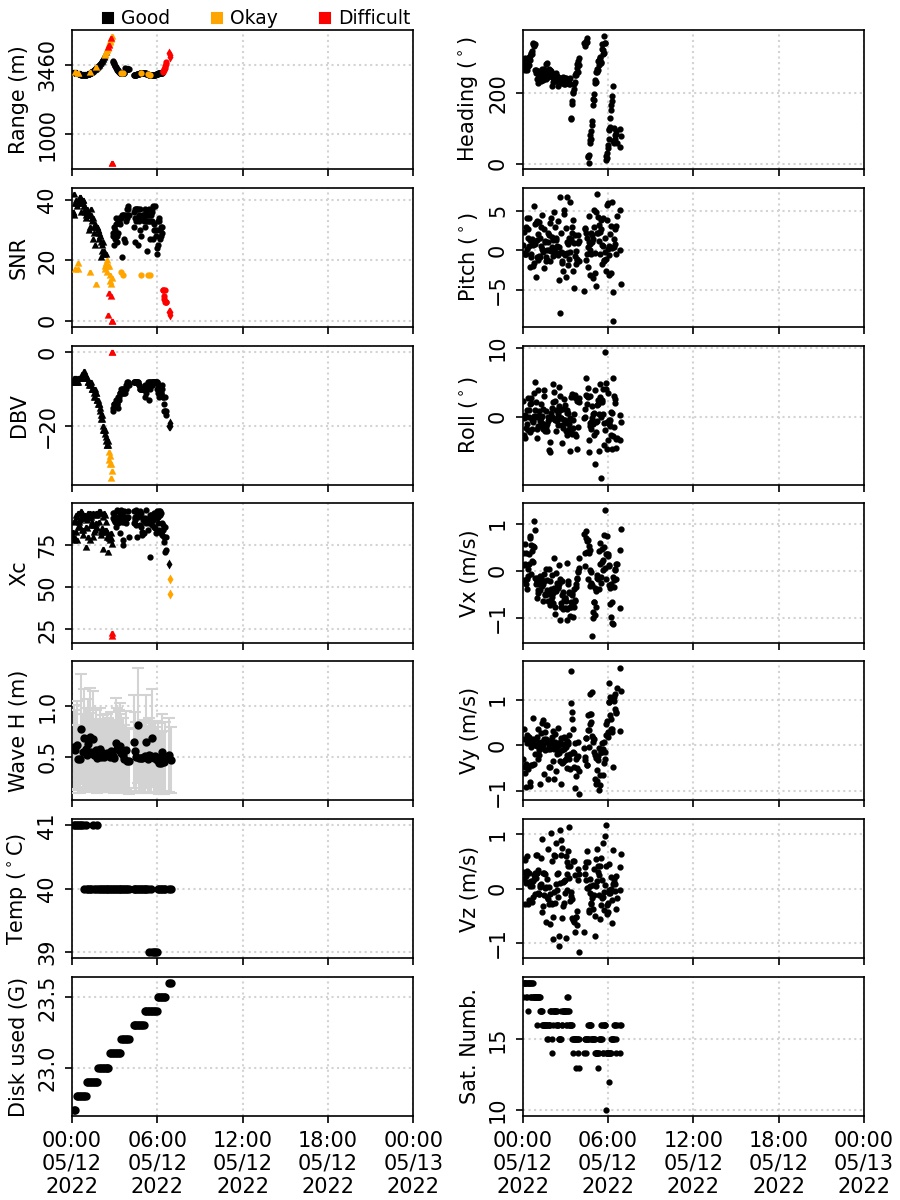 Good Okay Difficult
Range (m) 3460 1000
Heading (°) 200 0
SNR 40 20 0
Pitch (°) 5 0 −5
DBV 0 −20
Roll (°) 10 0
Xc 75 50 25
Vx (m/s) 1 0 −1
Wave H (m) 1.0 0.5
Vy (m/s) 1 0 −1
Temp (°C) 41 40 39
Vz (m/s) 1 0 −1
Disk used (G) 23.5 23.0
Sat. Numb. 15 10
00:00 06:00 12:00 18:00 00:00 00:00 06:00 12:00 18:00 00:00
05/12 05/12 05/12 05/12 05/13 05/12 05/12 05/12 05/12 05/13
2022 2022 2022 2022 2022 2022 2022 2022 2022 2022